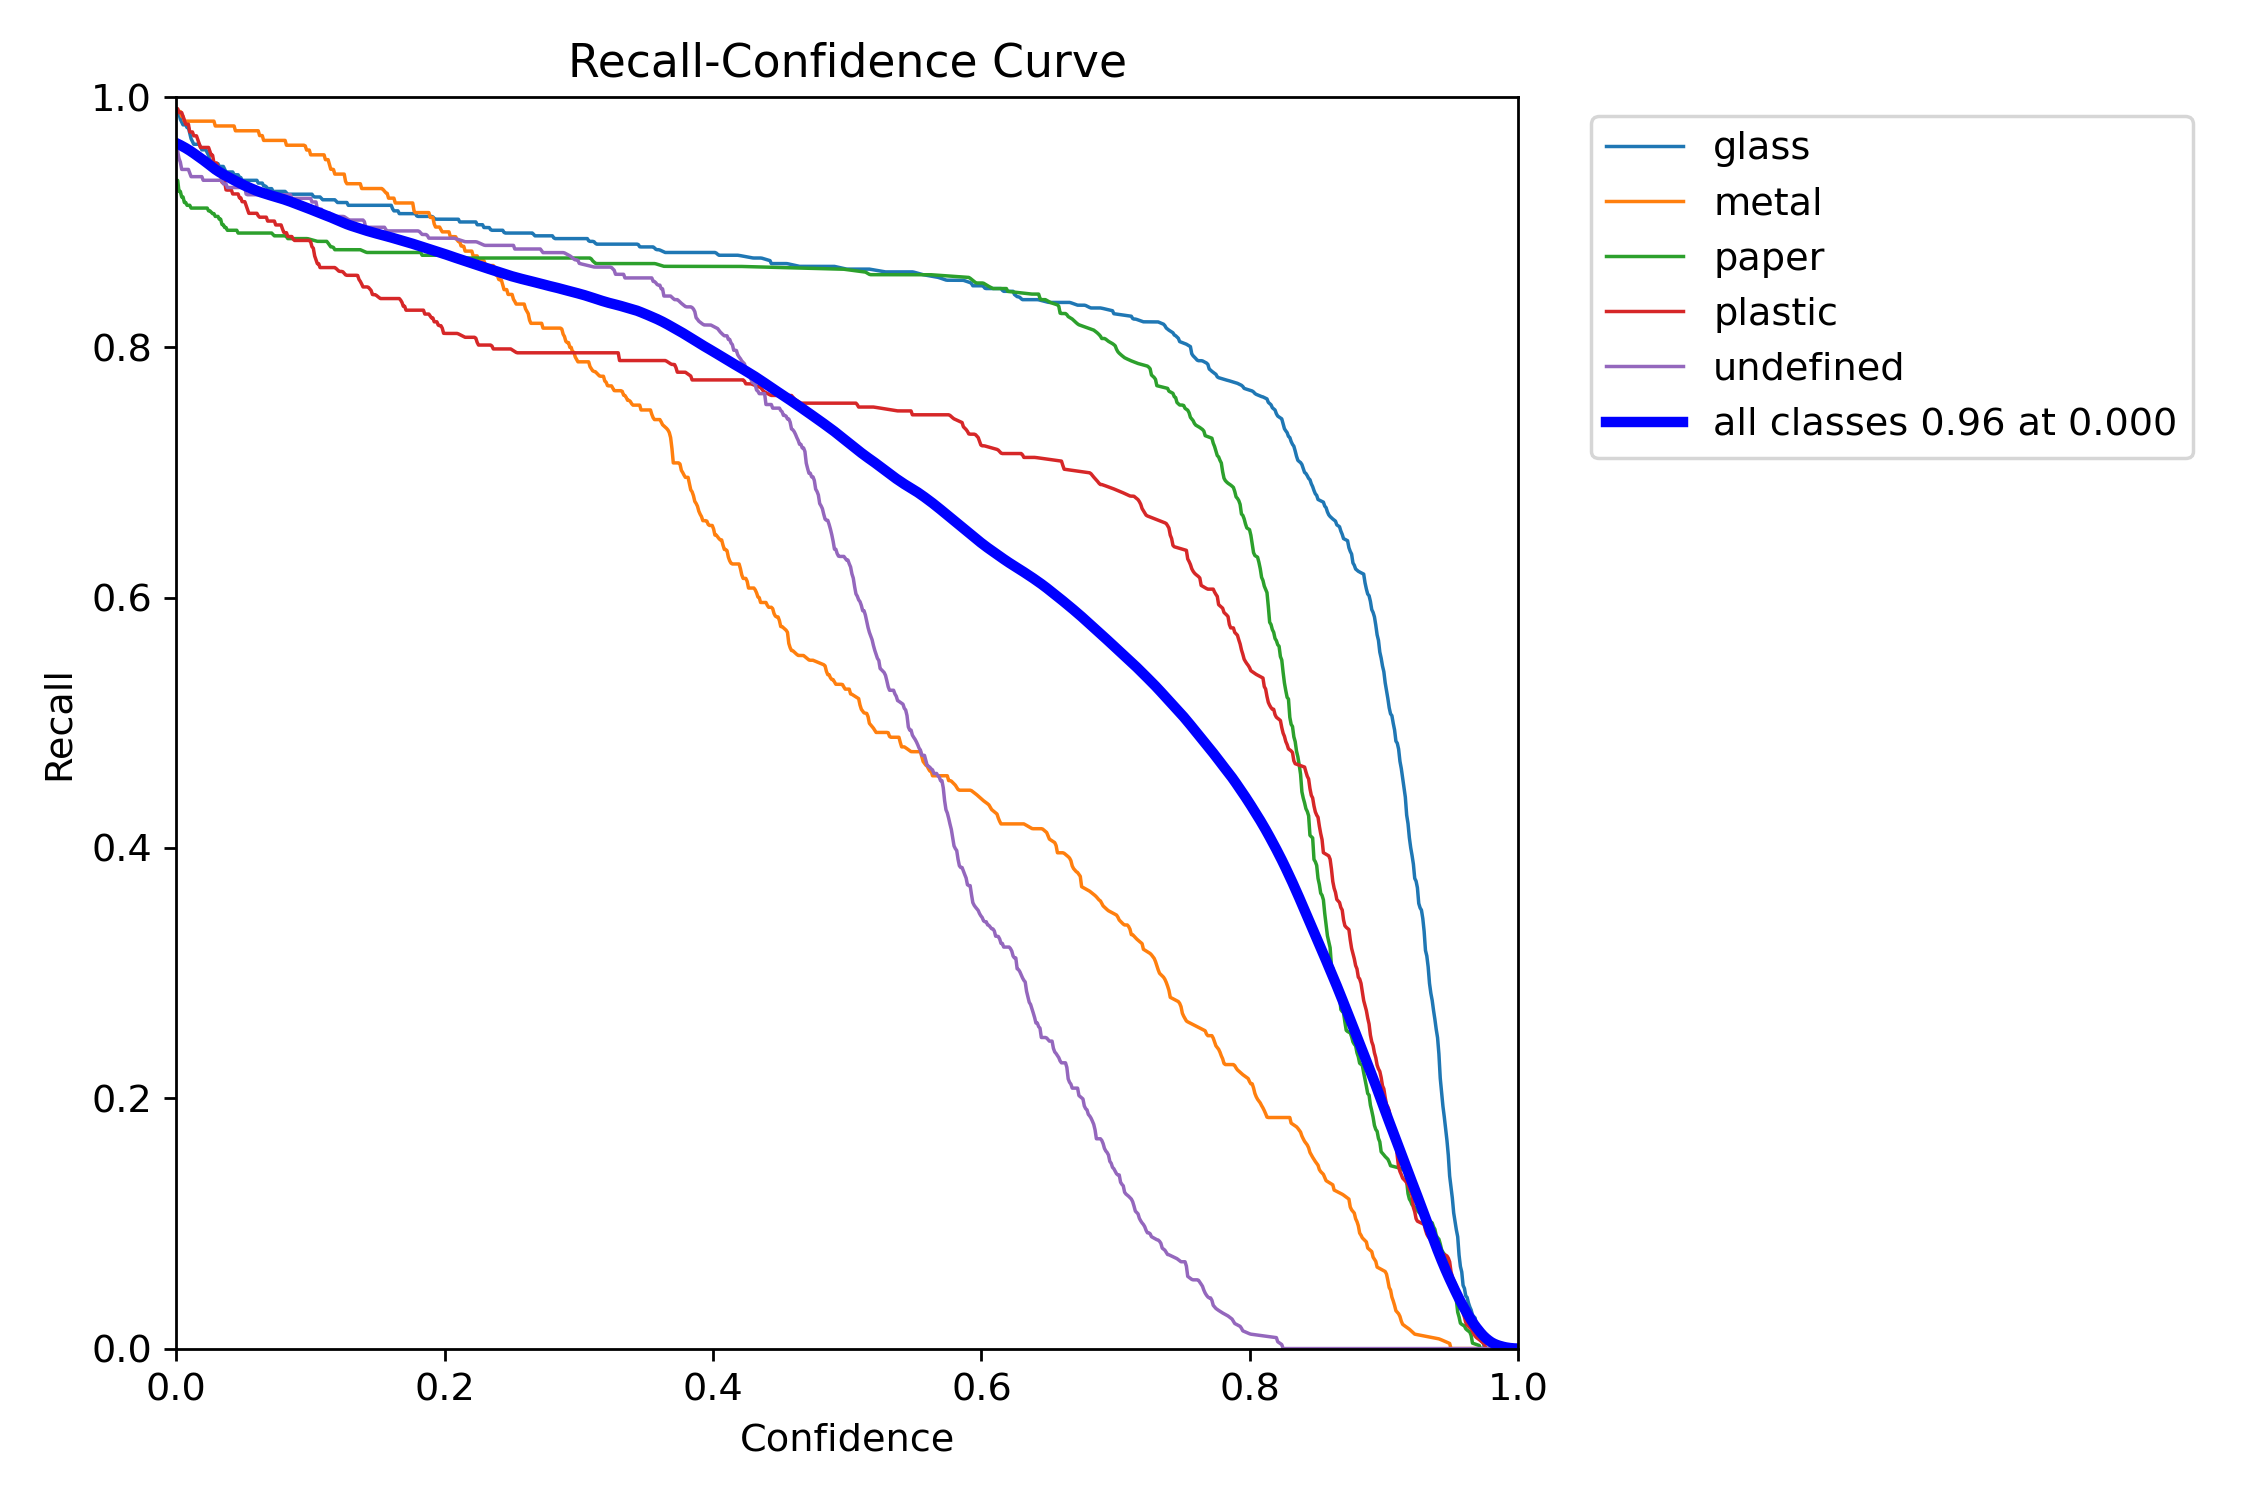 Recall-Confidence Curve
1.0
0.8
0.6
0.4
0.2
0.0
Recall
0.0 0.2 0.4 0.6 0.8 1.0
Confidence
glass
metal
paper
plastic
undefined
all classes 0.96 at 0.000